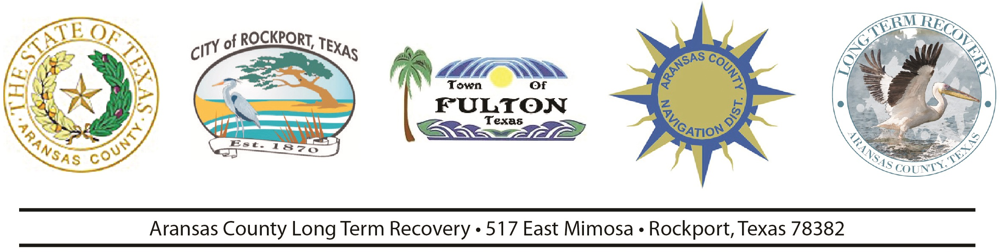 THE STATE OF TEXAS
ARANSAS COUNTY
CITY of ROCKPORT, TEXAS
Est. 1870
Town Of
FULTON
Texas
ARANSAS COUNTY
NAVIGATION DIST.
LONG TERM RECOVERY
ARANSAS COUNTY, TEXAS
Aransas County Long Term Recovery • 517 East Mimosa • Rockport, Texas 78382